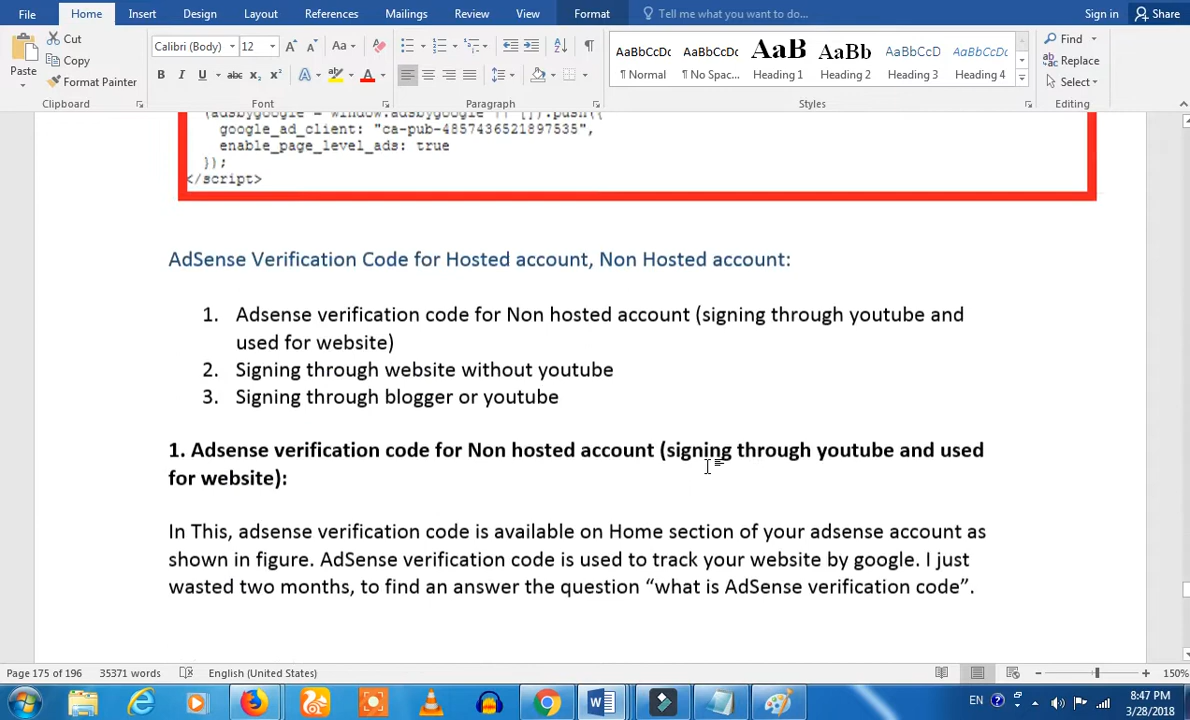 File Home Insert Design Layout References Mailings Review View Format Tell me what you want to do... Sign in Share
Cut
Copy
Format Painter
Paste
Calibri (Body) 12
AaBbCcDc AaBbCcDc AaB AaBb AaBbCcD AaBbCcD
¶ Normal ¶ No Spac... Heading 1 Heading 2 Heading 3 Heading 4
Find
Replace
Select
Clipboard Font Paragraph Styles Editing
(adsbygoogle = window.adsbygoogle || []).push({
google_ad_client: "ca-pub-4857436521897535",
enable_page_level_ads: true
});
</script>
AdSense Verification Code for Hosted account, Non Hosted account:
1. Adsense verification code for Non hosted account (signing through youtube and
used for website)
2. Signing through website without youtube
3. Signing through blogger or youtube
1. Adsense verification code for Non hosted account (signing through youtube and used
for website):
In This, adsense verification code is available on Home section of your adsense account as
shown in figure. AdSense verification code is used to track your website by google. I just
wasted two months, to find an answer the question “what is AdSense verification code”.
Page 175 of 196 35371 words English (United States) 150%
EN 8:47 PM
3/28/2018